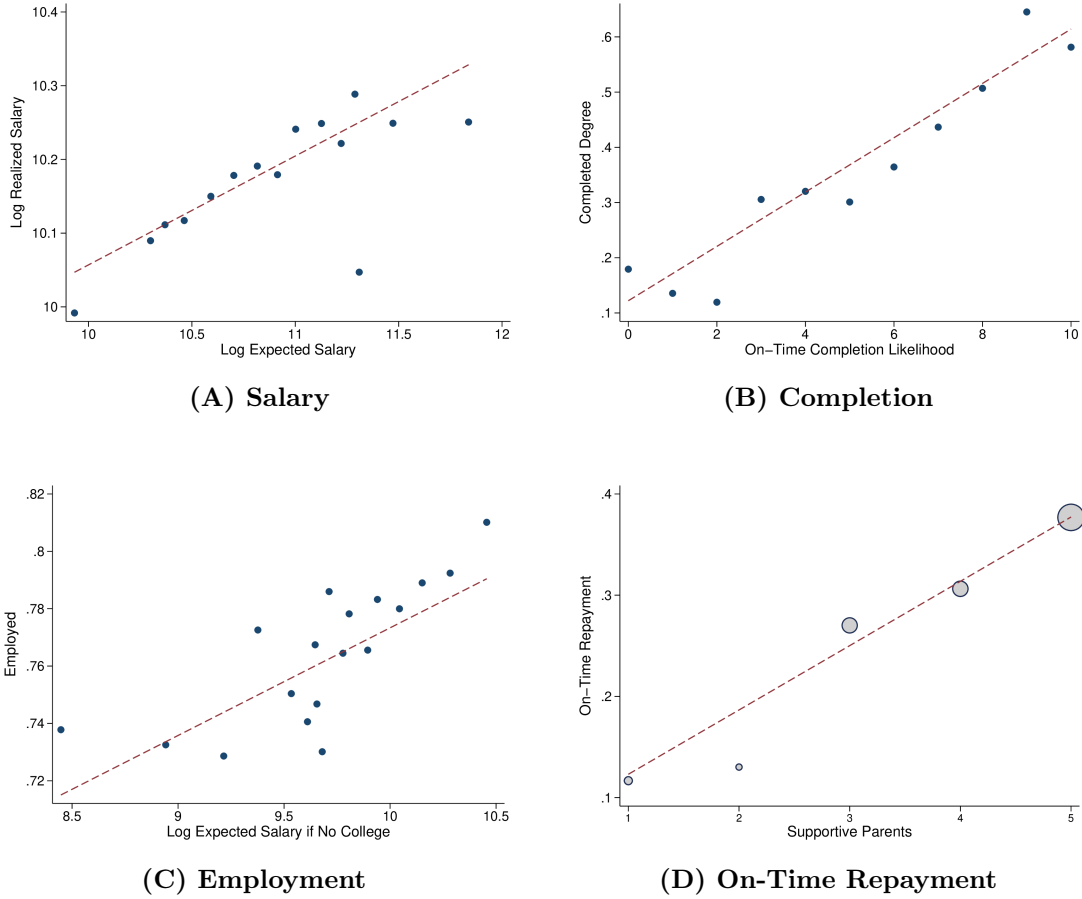 10.4
10.3
10.2
10.1
10
Log Realized Salary
10 10.5 11 11.5 12
Log Expected Salary
(A) Salary
.6
.5
.4
.3
.2
.1
Completed Degree
0 2 4 6 8 10
On−Time Completion Likelihood
(B) Completion
.82
.8
.78
.76
.74
.72
Employed
8.5 9 9.5 10 10.5
Log Expected Salary if No College
(C) Employment
.4
.3
.2
.1
On−Time Repayment
1 2 3 4 5
Supportive Parents
(D) On-Time Repayment